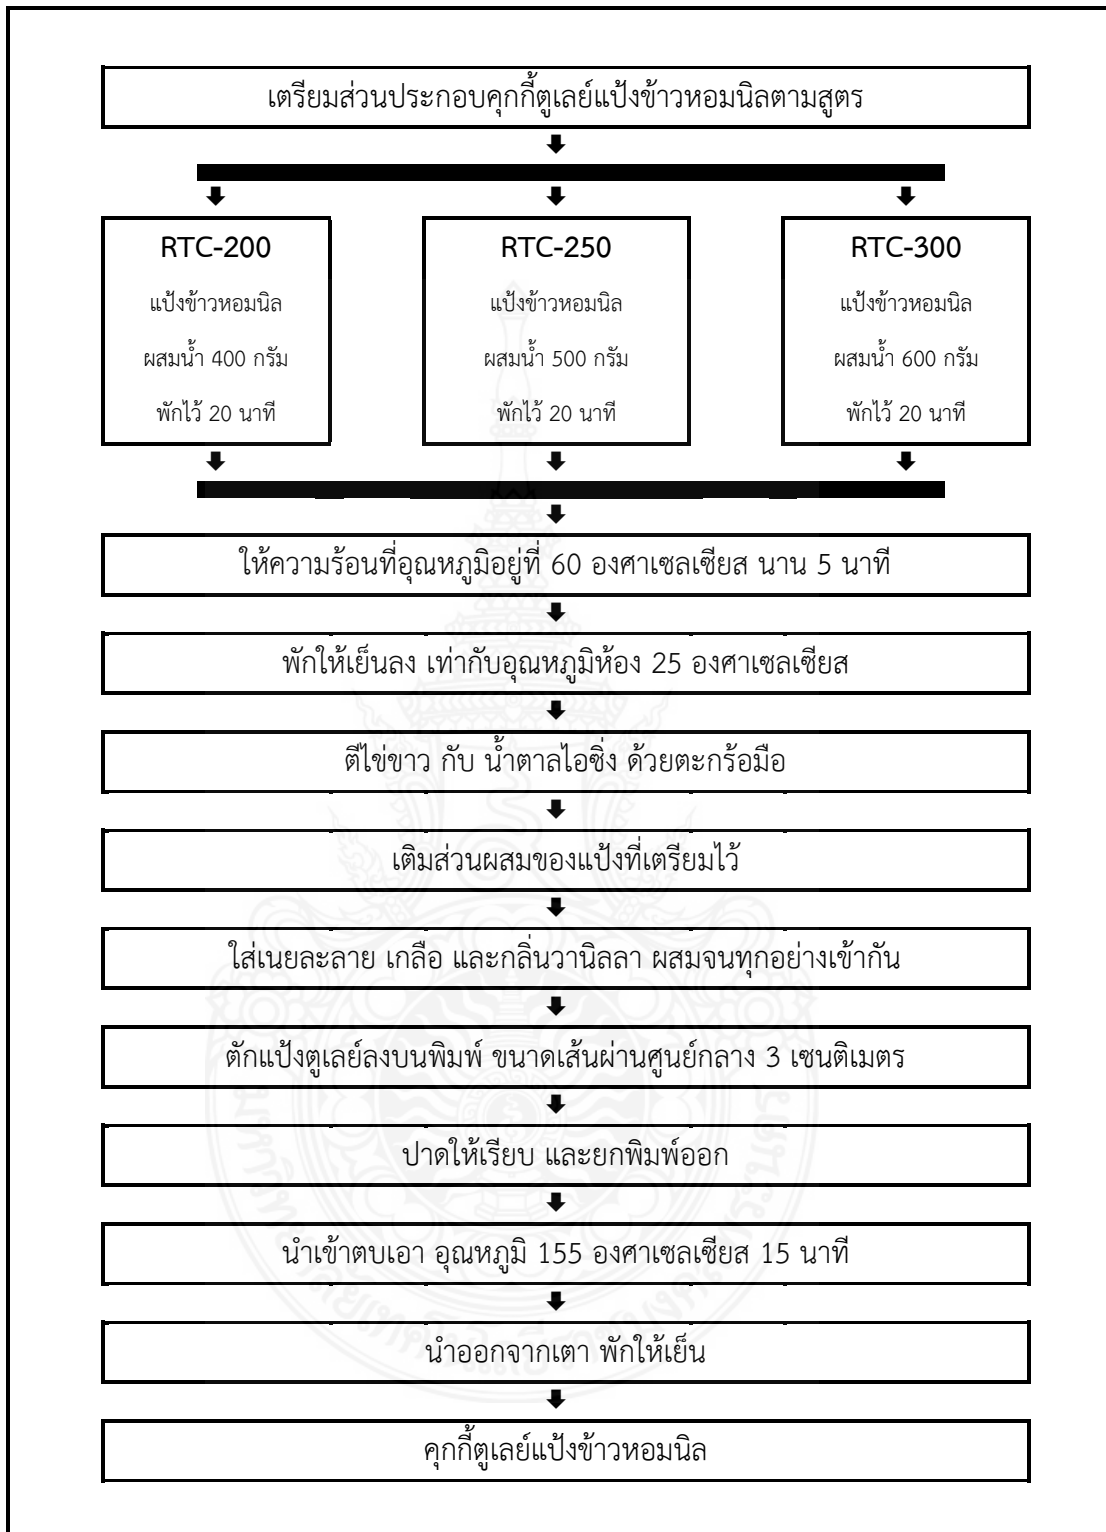 เตรียมส่วนประกอบคุกกี้ตูเลย์แป้งข้าวหอมนิลตามสูตร
RTC-200
แป้งข้าวหอมนิล
ผสมน้ำ 400 กรัม
พักไว้ 20 นาที
RTC-250
แป้งข้าวหอมนิล
ผสมน้ำ 500 กรัม
พักไว้ 20 นาที
RTC-300
แป้งข้าวหอมนิล
ผสมน้ำ 600 กรัม
พักไว้ 20 นาที
ให้ความร้อนที่อุณหภูมิอยู่ที่ 60 องศาเซลเซียส นาน 5 นาที
พักให้เย็นลง เท่ากับอุณหภูมิห้อง 25 องศาเซลเซียส
ตีไข่ขาว กับ น้ำตาลไอซิ่ง ด้วยตะกร้อมือ
เติมส่วนผสมของแป้งที่เตรียมไว้
ใส่เนยละลาย เกลือ และกลิ่นวานิลลา ผสมจนทุกอย่างเข้ากัน
ตักแป้งตูเลย์ลงบนพิมพ์ ขนาดเส้นผ่านศูนย์กลาง 3 เซนติเมตร
ปาดให้เรียบ และยกพิมพ์ออก
นำเข้าตบเอา อุณหภูมิ 155 องศาเซลเซียส 15 นาที
นำออกจากเตา พักให้เย็น
คุกกี้ตูเลย์แป้งข้าวหอมนิล